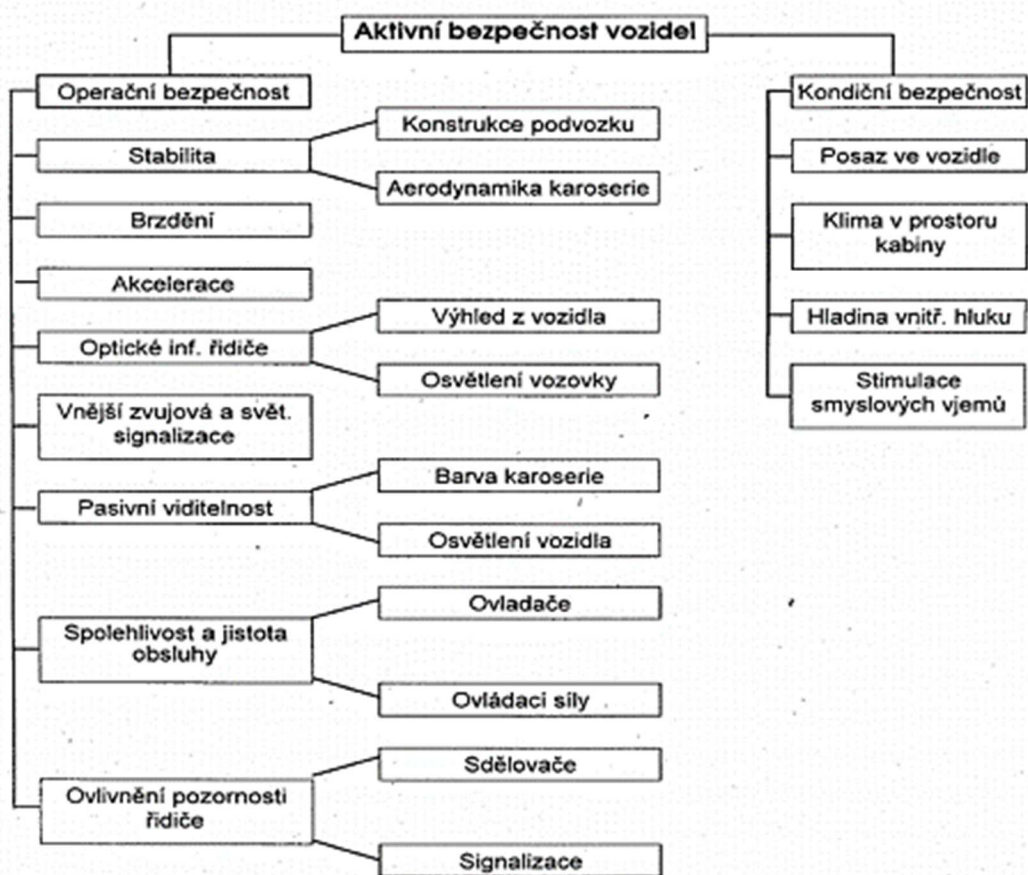 Aktivní bezpečnost vozidel
Operační bezpečnost
Stabilita
Konstrukce podvozku
Aerodynamika karoserie
Brzdění
Akcelerace
Optické inf. řidiče
Výhled z vozidla
Osvětlení vozovky
Vnější zvujová a svět.
signalizace
Pasivní viditelnost
Barva karoserie
Osvětlení vozidla
Spolehlivost a jistota
obsluhy
Ovladače
Ovládací síly
Ovlivnění pozornosti
řidiče
Sdělovače
Signalizace
Kondiční bezpečnost
Posaz ve vozidle
Klima v prostoru
kabiny
Hladina vnitř. hluku
Stimulace
smyslových vjemů